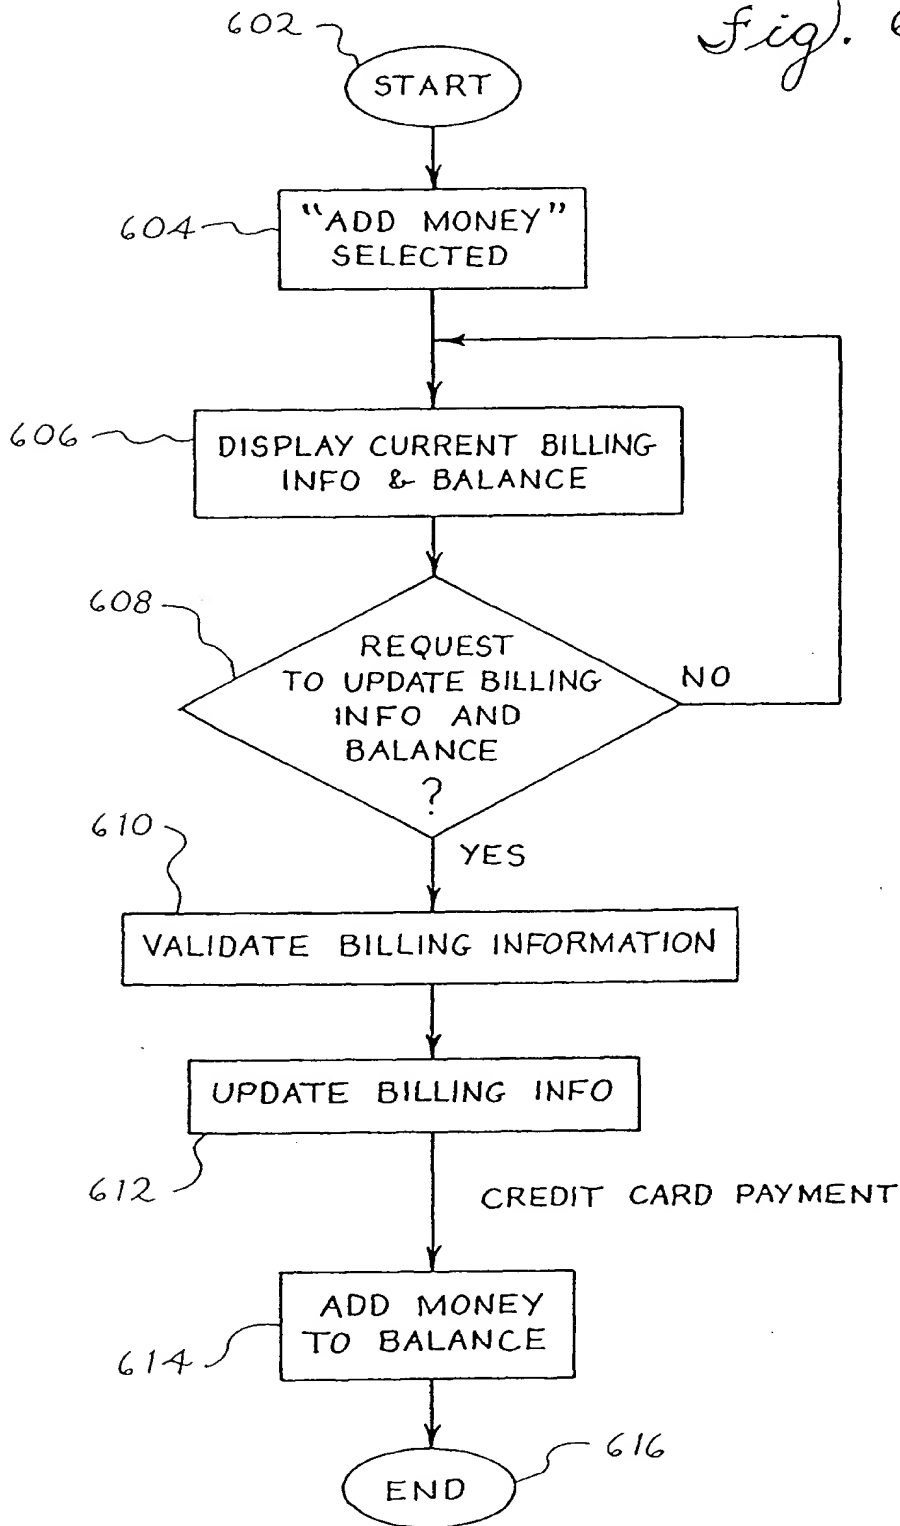 602
Fig. 6
START
604
“ADD MONEY”
SELECTED
606
DISPLAY CURRENT BILLING
INFO & BALANCE
608
REQUEST
TO UPDATE BILLING
INFO AND
BALANCE
?
NO
610
YES
VALIDATE BILLING INFORMATION
UPDATE BILLING INFO
612
CREDIT CARD PAYMENT
ADD MONEY
TO BALANCE
614
616
END